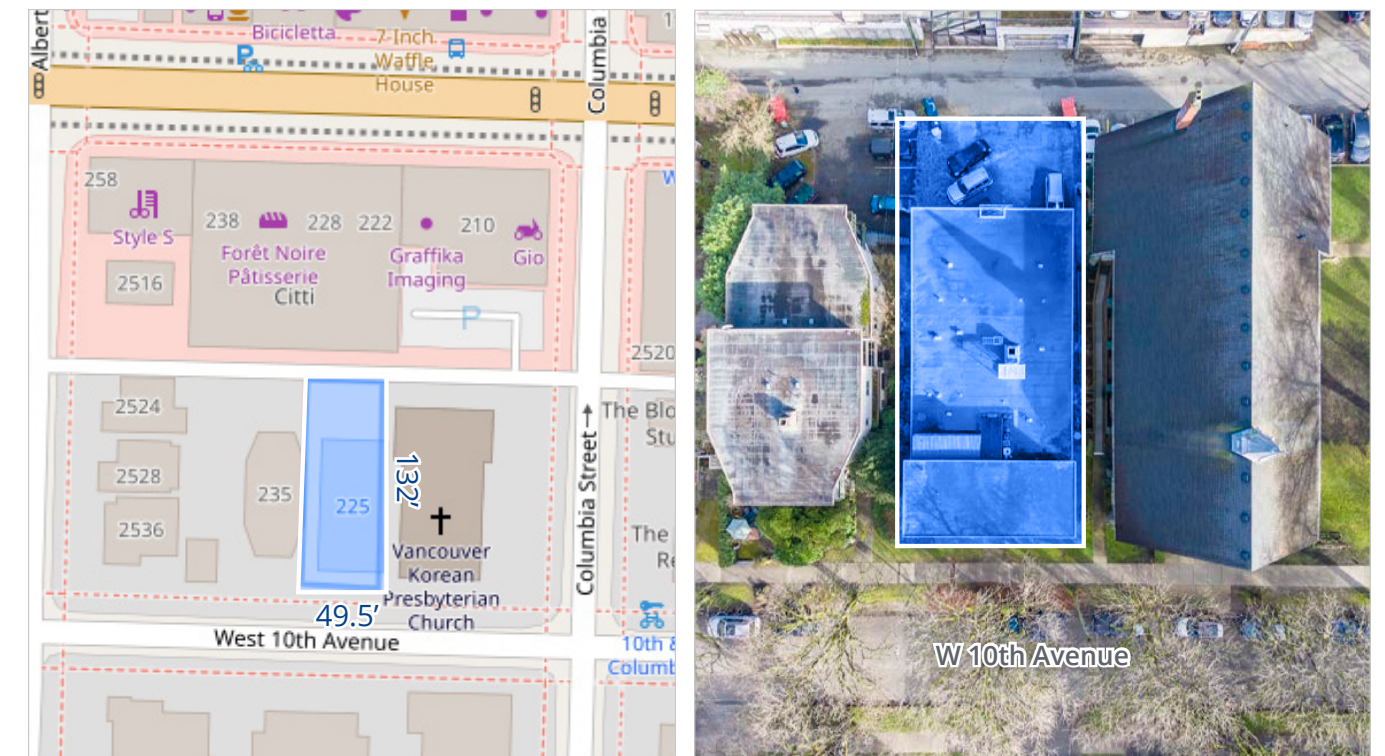 Albert
Bicicletta
7-Inch
Waffle
House
P
Columbia
258
Style S
238
228
222
210
Forêt Noire
Pâtisserie
Graffika
Imaging
Gio
2516
Citti
P
2520
2524
2528
2536
235
225
132'
49.5'
Vancouver
Korean
Presbyterian
Church
Columbia Street
The Blo
Stu
The
Re
10th &
Columb
West 10th Avenue
W 10th Avenue